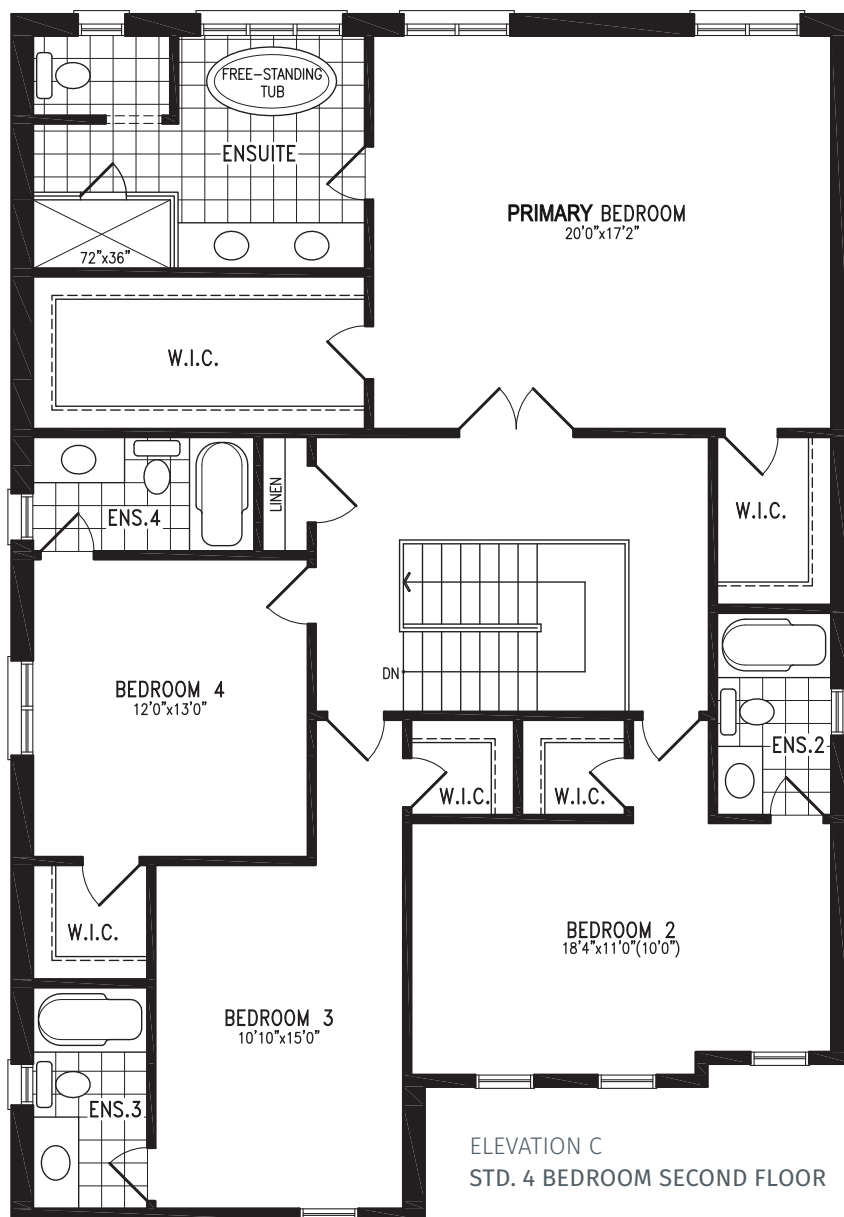 FREE-STANDING
TUB
ENSUITE
PRIMARY BEDROOM
20'0"x17'2"
72"x36"
W.I.C.
LINEN
ENS.4
W.I.C.
DN
BEDROOM 4
12'0"x13'0"
ENS.2
W.I.C.
W.I.C.
W.I.C.
BEDROOM 2
18'4"x11'0"(10'0")
BEDROOM 3
10'10"x15'0"
ENS.3
ELEVATION C
STD. 4 BEDROOM SECOND FLOOR